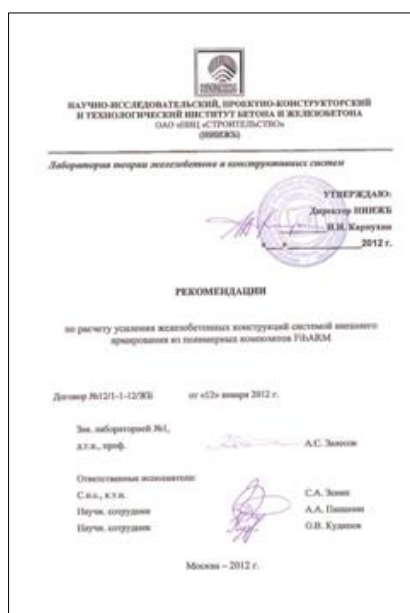 НАУЧНО-ИССЛЕДОВАТЕЛЬСКИЙ, ПРОЕКТНО-КОНСТРУКТОРСКИЙ
И ТЕХНОЛОГИЧЕСКИЙ ИНСТИТУТ БЕТОНА И ЖЕЛЕЗОБЕТОНА
ОАО «НИЦ «СТРОИТЕЛЬСТВО»
(НИИЖБ)
Лаборатория теории железобетона и конструктивных систем
УТВЕРЖДАЮ:
Директор НИИЖБ
И.Н. Карпухин
2012 г.
РЕКОМЕНДАЦИИ
по расчету усиления железобетонных конструкций системой внешнего
армирования из полимерных композитов FibARM
Договор №12/1-1-12/ЖБ от «12» января 2012 г.
Зав. лабораторией №1,
д.т.н., проф. А.С. Залесов
Ответственные исполнители:
С.н.с., к.т.н. С.А. Зенин
Научн. сотрудник А.А. Пашанин
Научн. сотрудник О.В. Кудинов
Москва – 2012 г.